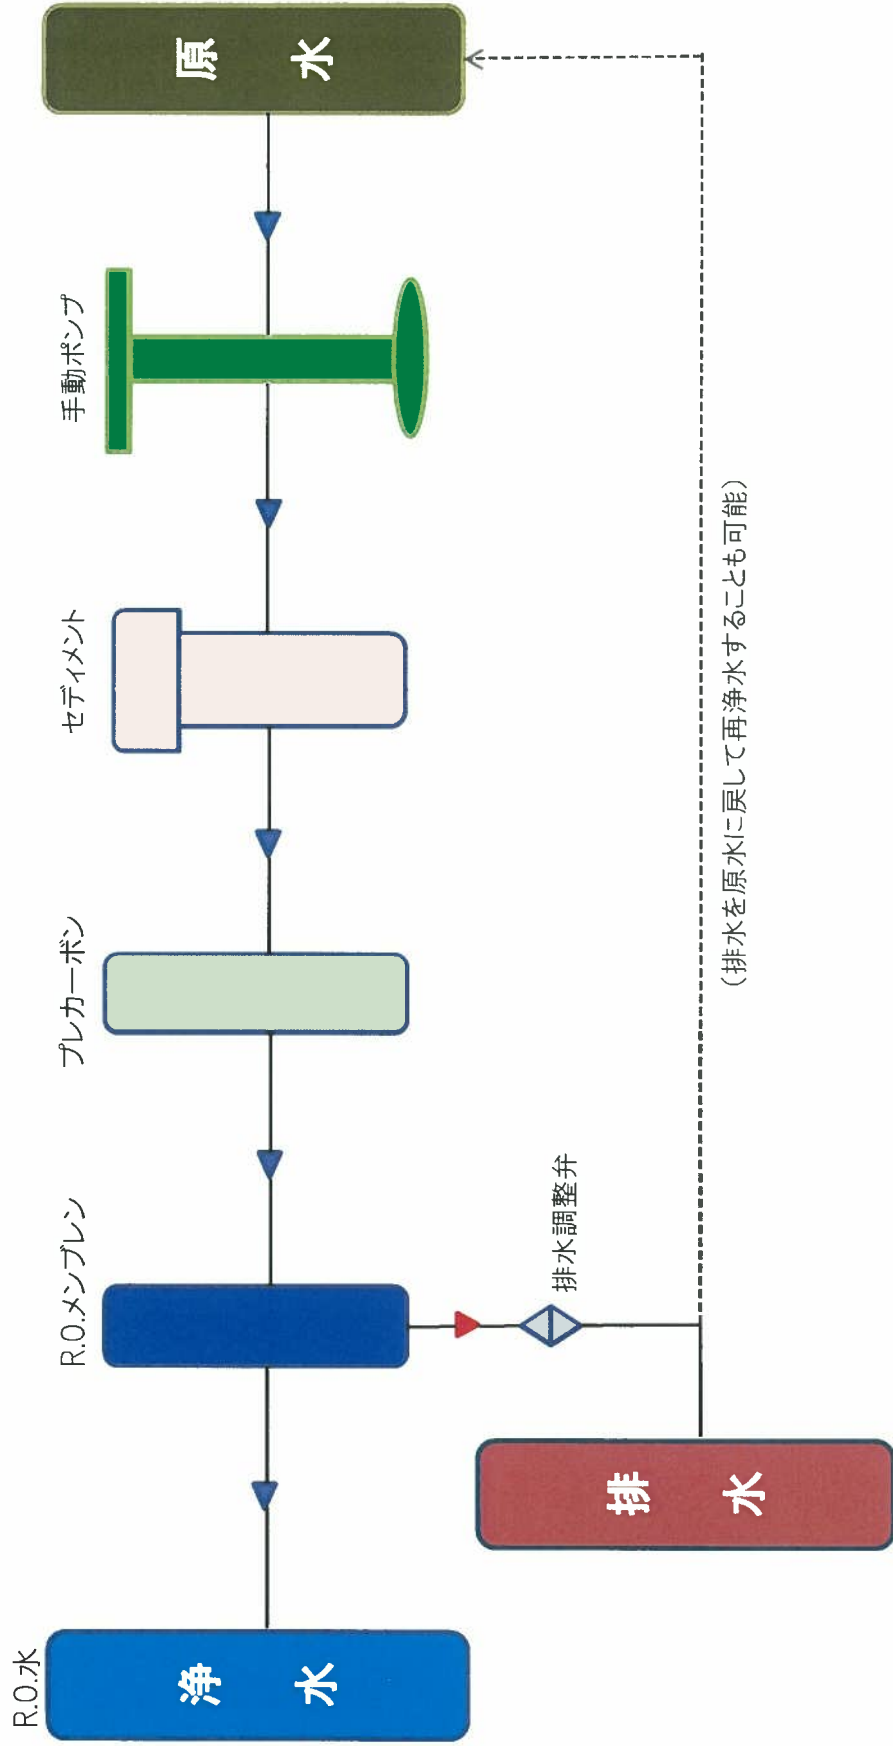 R.O.水
浄水
R.O.メンブレン
プレカーボン
セディメント
手動ポンプ
原水
排水調整弁
排水
（排水を原水に戻して再浄水することも可能）